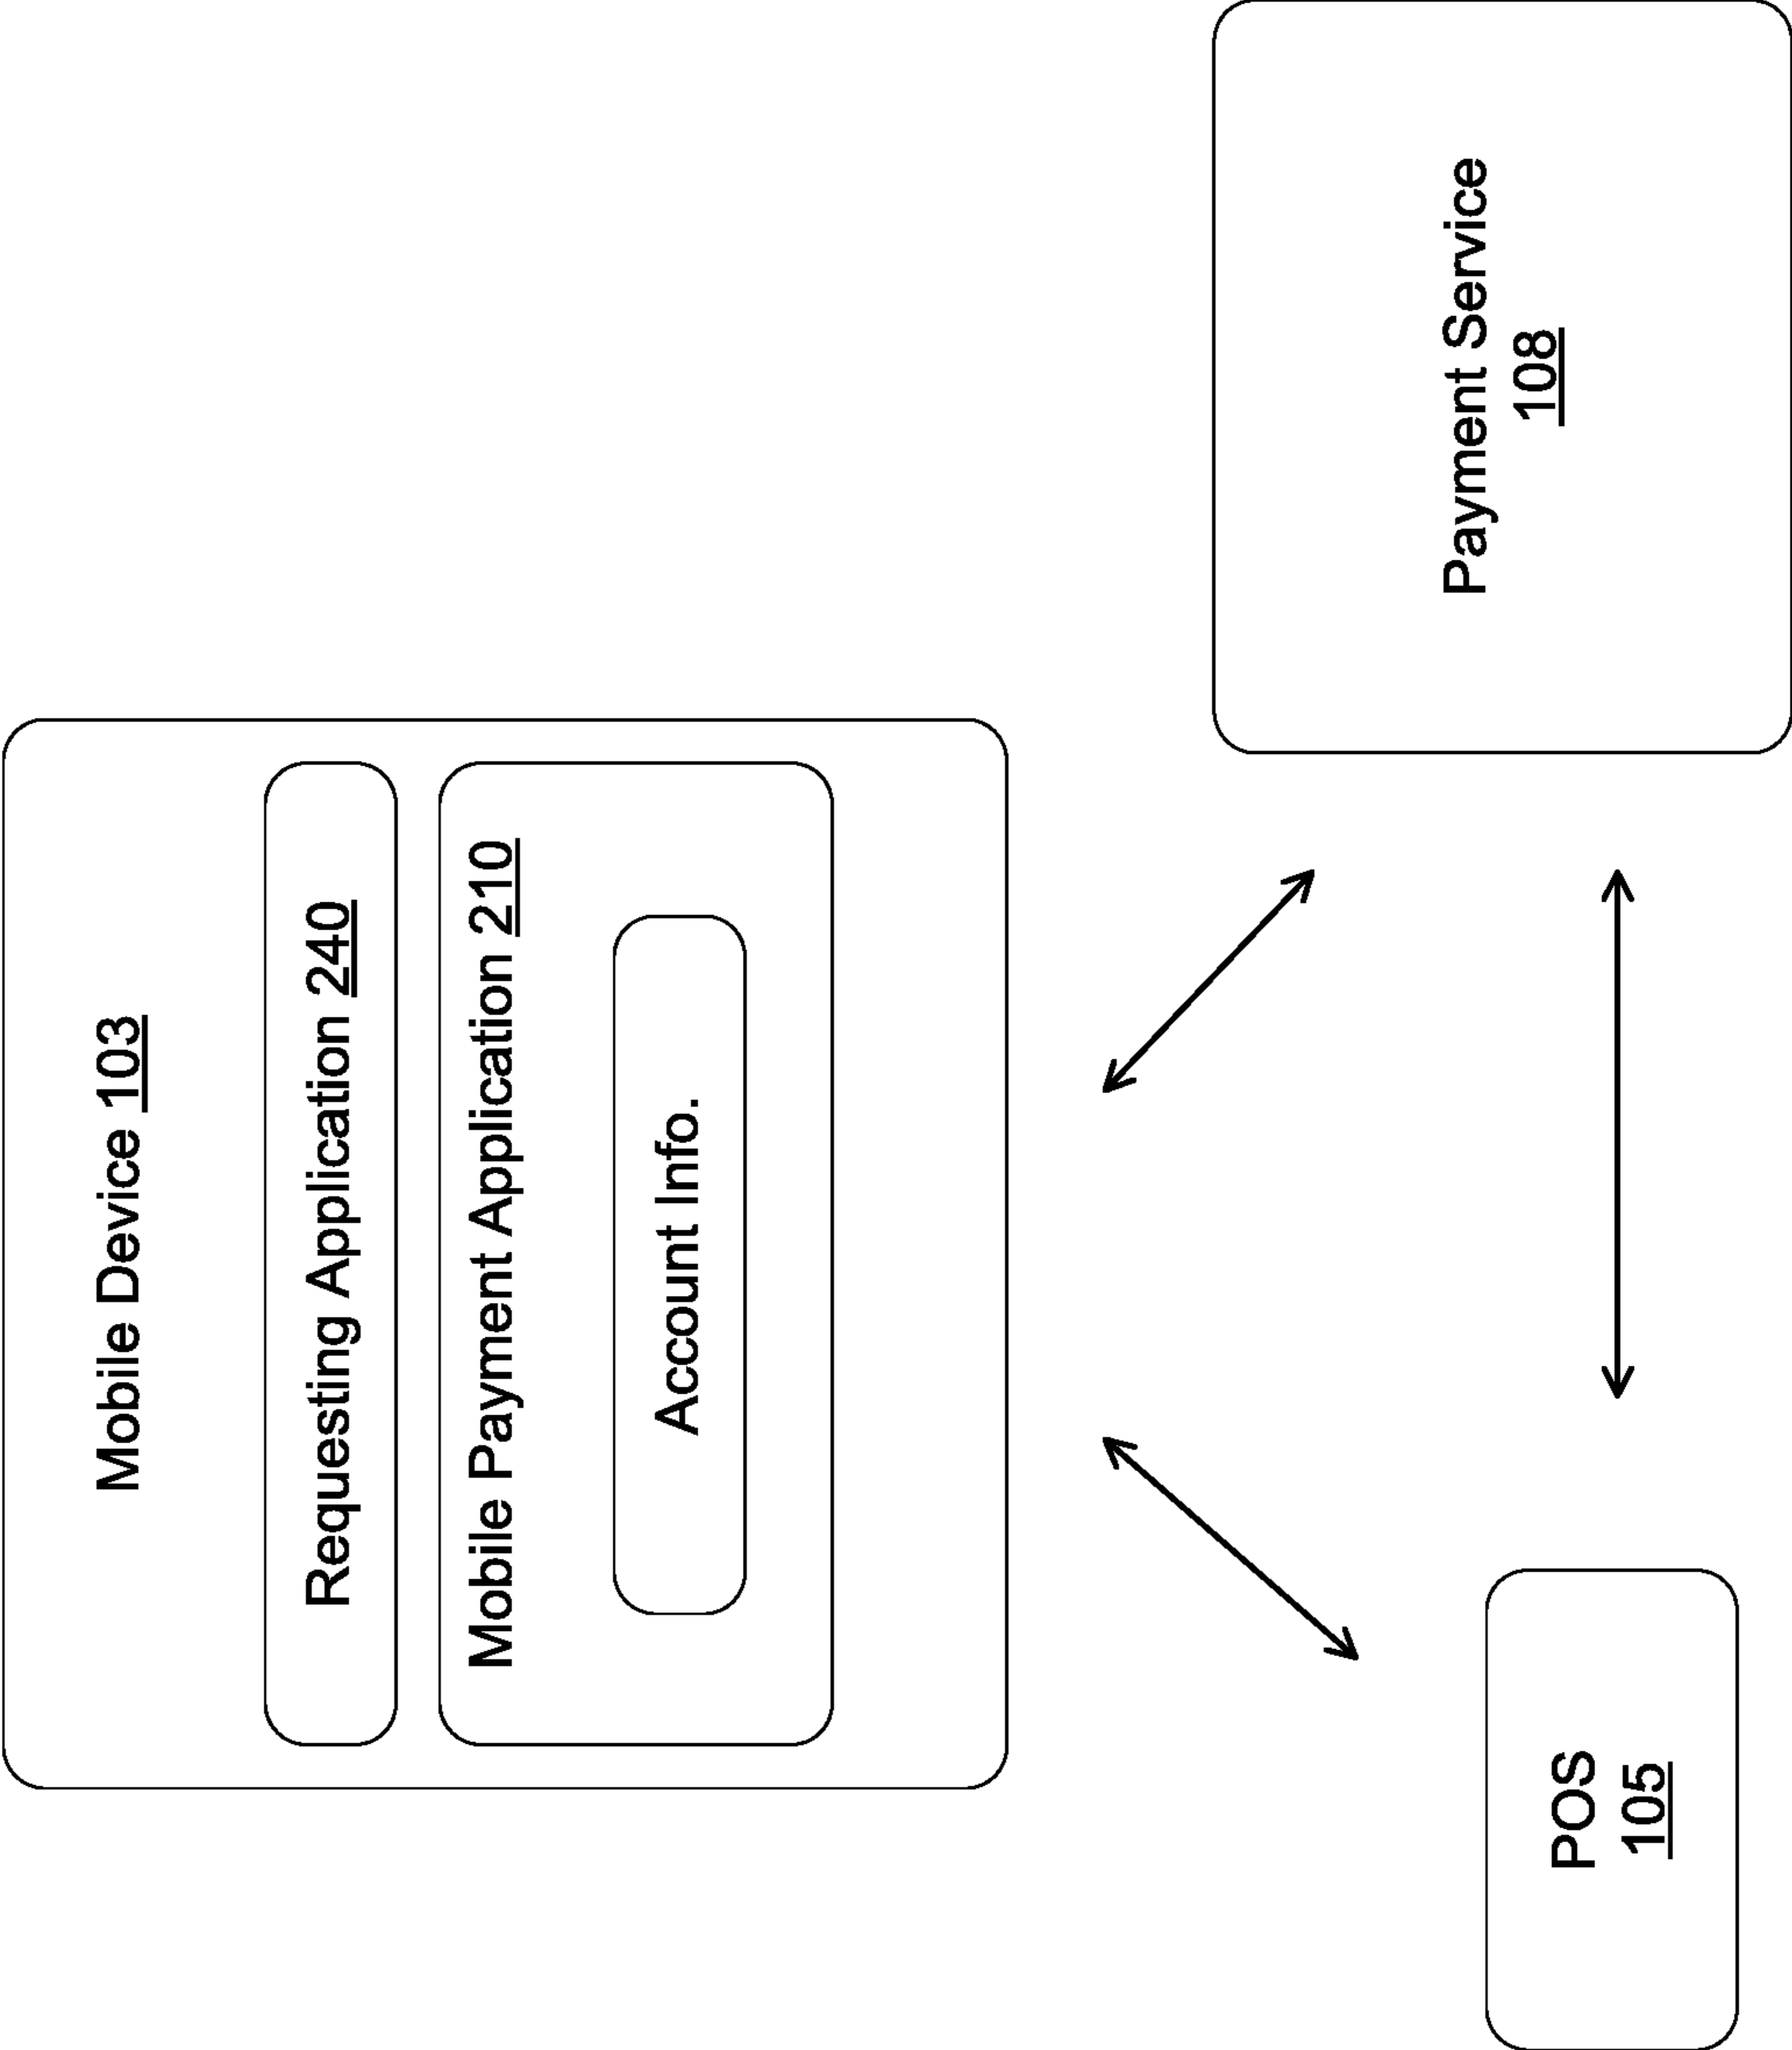 Mobile Device 103
Requesting Application 240
Mobile Payment Application 210
Account Info.
POS
105
Payment Service
108